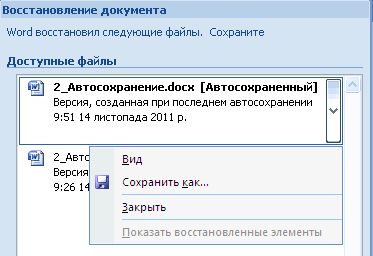 Восстановление документа
Word восстановил следующие файлы. Сохраните
Доступные файлы
2_Автосохранение.docx [Автосохраненный]
Версия, созданная при последнем автосохранении
9:51 14 листопада 2011 р.
2_Авто
Версия
9:26 14
Вид
Сохранить как...
Закрыть
Показать восстановленные элементы